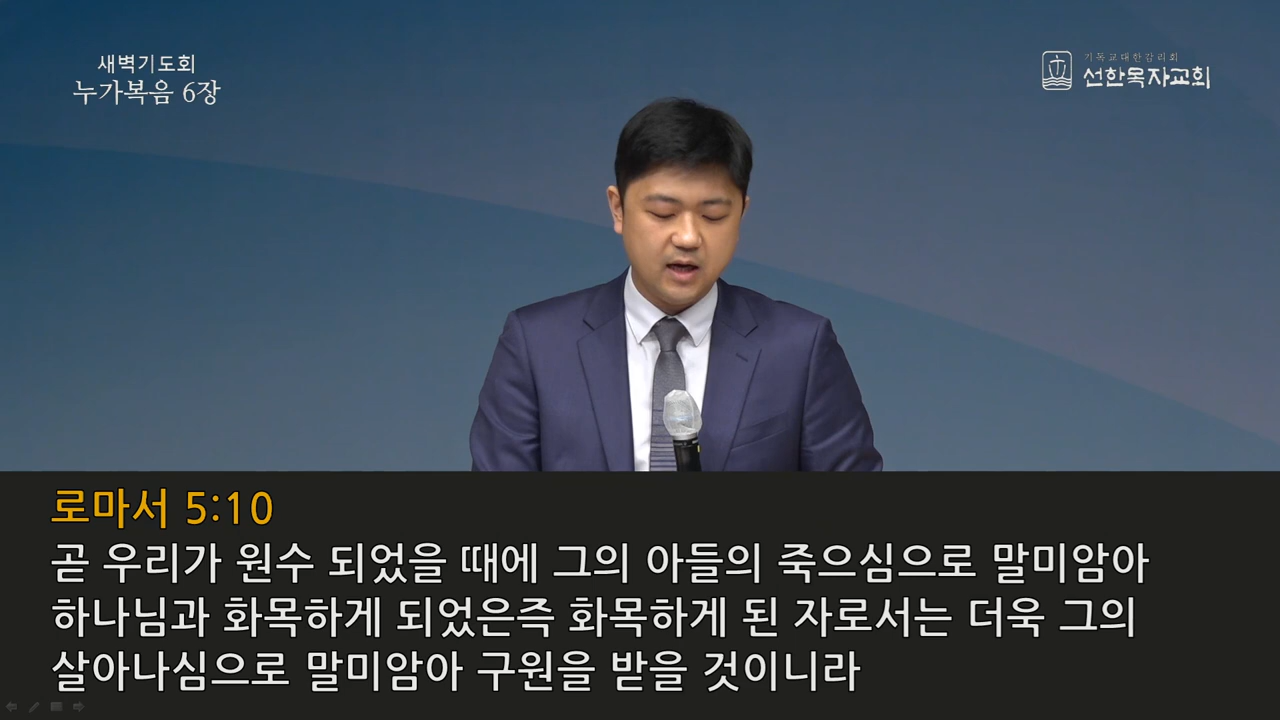 새벽기도회
누가복음 6장
기독교대한감리회
선한목자교회
로마서 5:10
곧 우리가 원수 되었을 때에 그의 아들의 죽으심으로 말미암아
하나님과 화목하게 되었은즉 화목하게 된 자로서는 더욱 그의
살아나심으로 말미암아 구원을 받을 것이니라